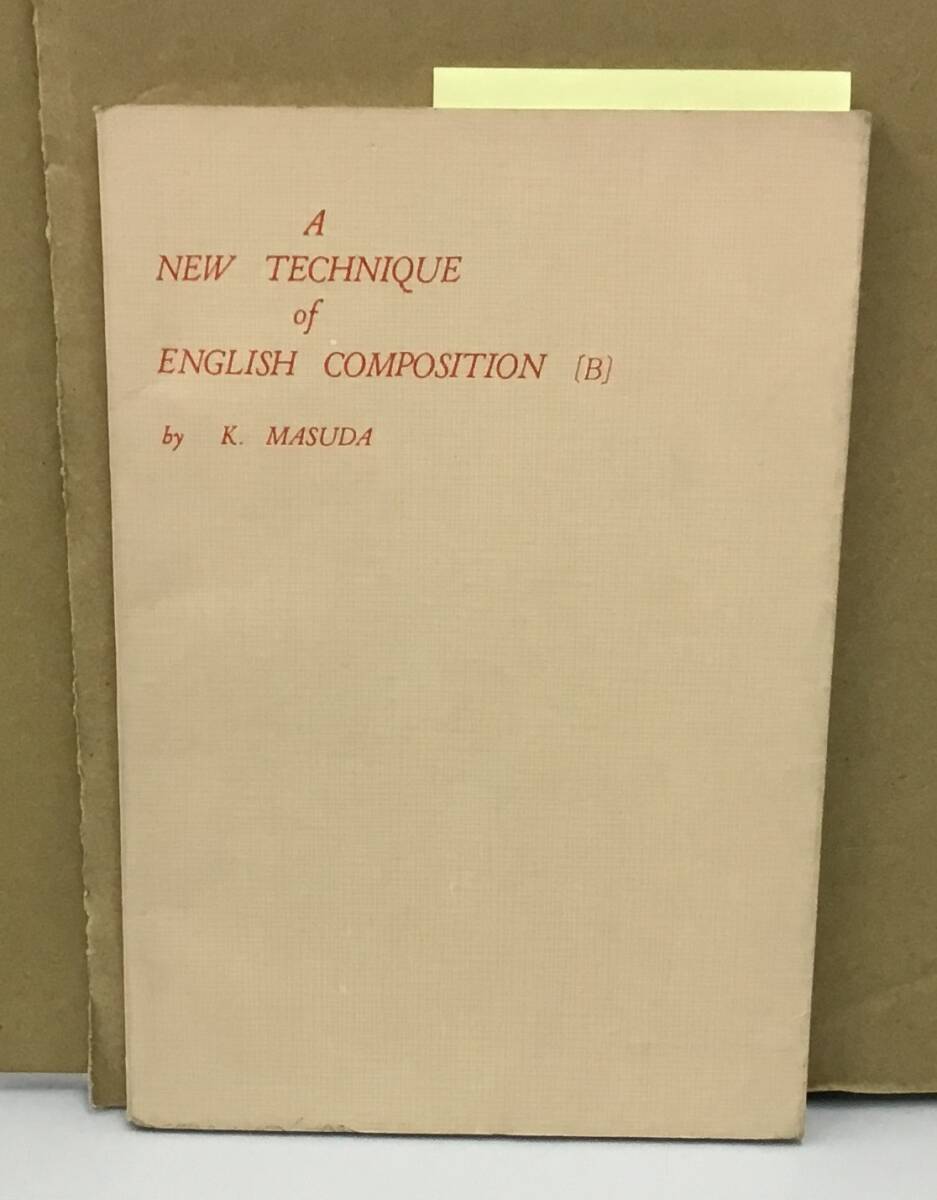 A
NEW TECHNIQUE
of
ENGLISH COMPOSITION [B]
by K. MASUDA